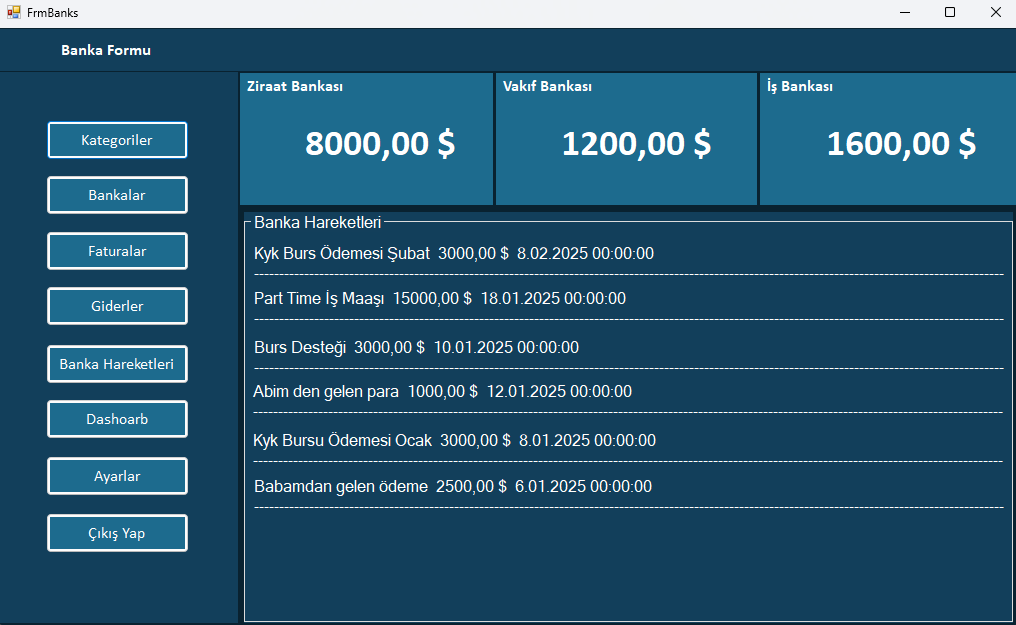 FrmBanks
Banka Formu
Kategoriler
Bankalar
Faturalar
Giderler
Banka Hareketleri
Dashoarb
Ayarlar
Çıkış Yap
Ziraat Bankası
8000,00 $
Vakıf Bankası
1200,00 $
İş Bankası
1600,00 $
Banka Hareketleri
Kyk Burs Ödemesi Şubat 3000,00 $ 8.02.2025 00:00:00
Part Time İş Maaşı 15000,00 $ 18.01.2025 00:00:00
Burs Desteği 3000,00 $ 10.01.2025 00:00:00
Abim den gelen para 1000,00 $ 12.01.2025 00:00:00
Kyk Bursu Ödemesi Ocak 3000,00 $ 8.01.2025 00:00:00
Babamdan gelen ödeme 2500,00 $ 6.01.2025 00:00:00